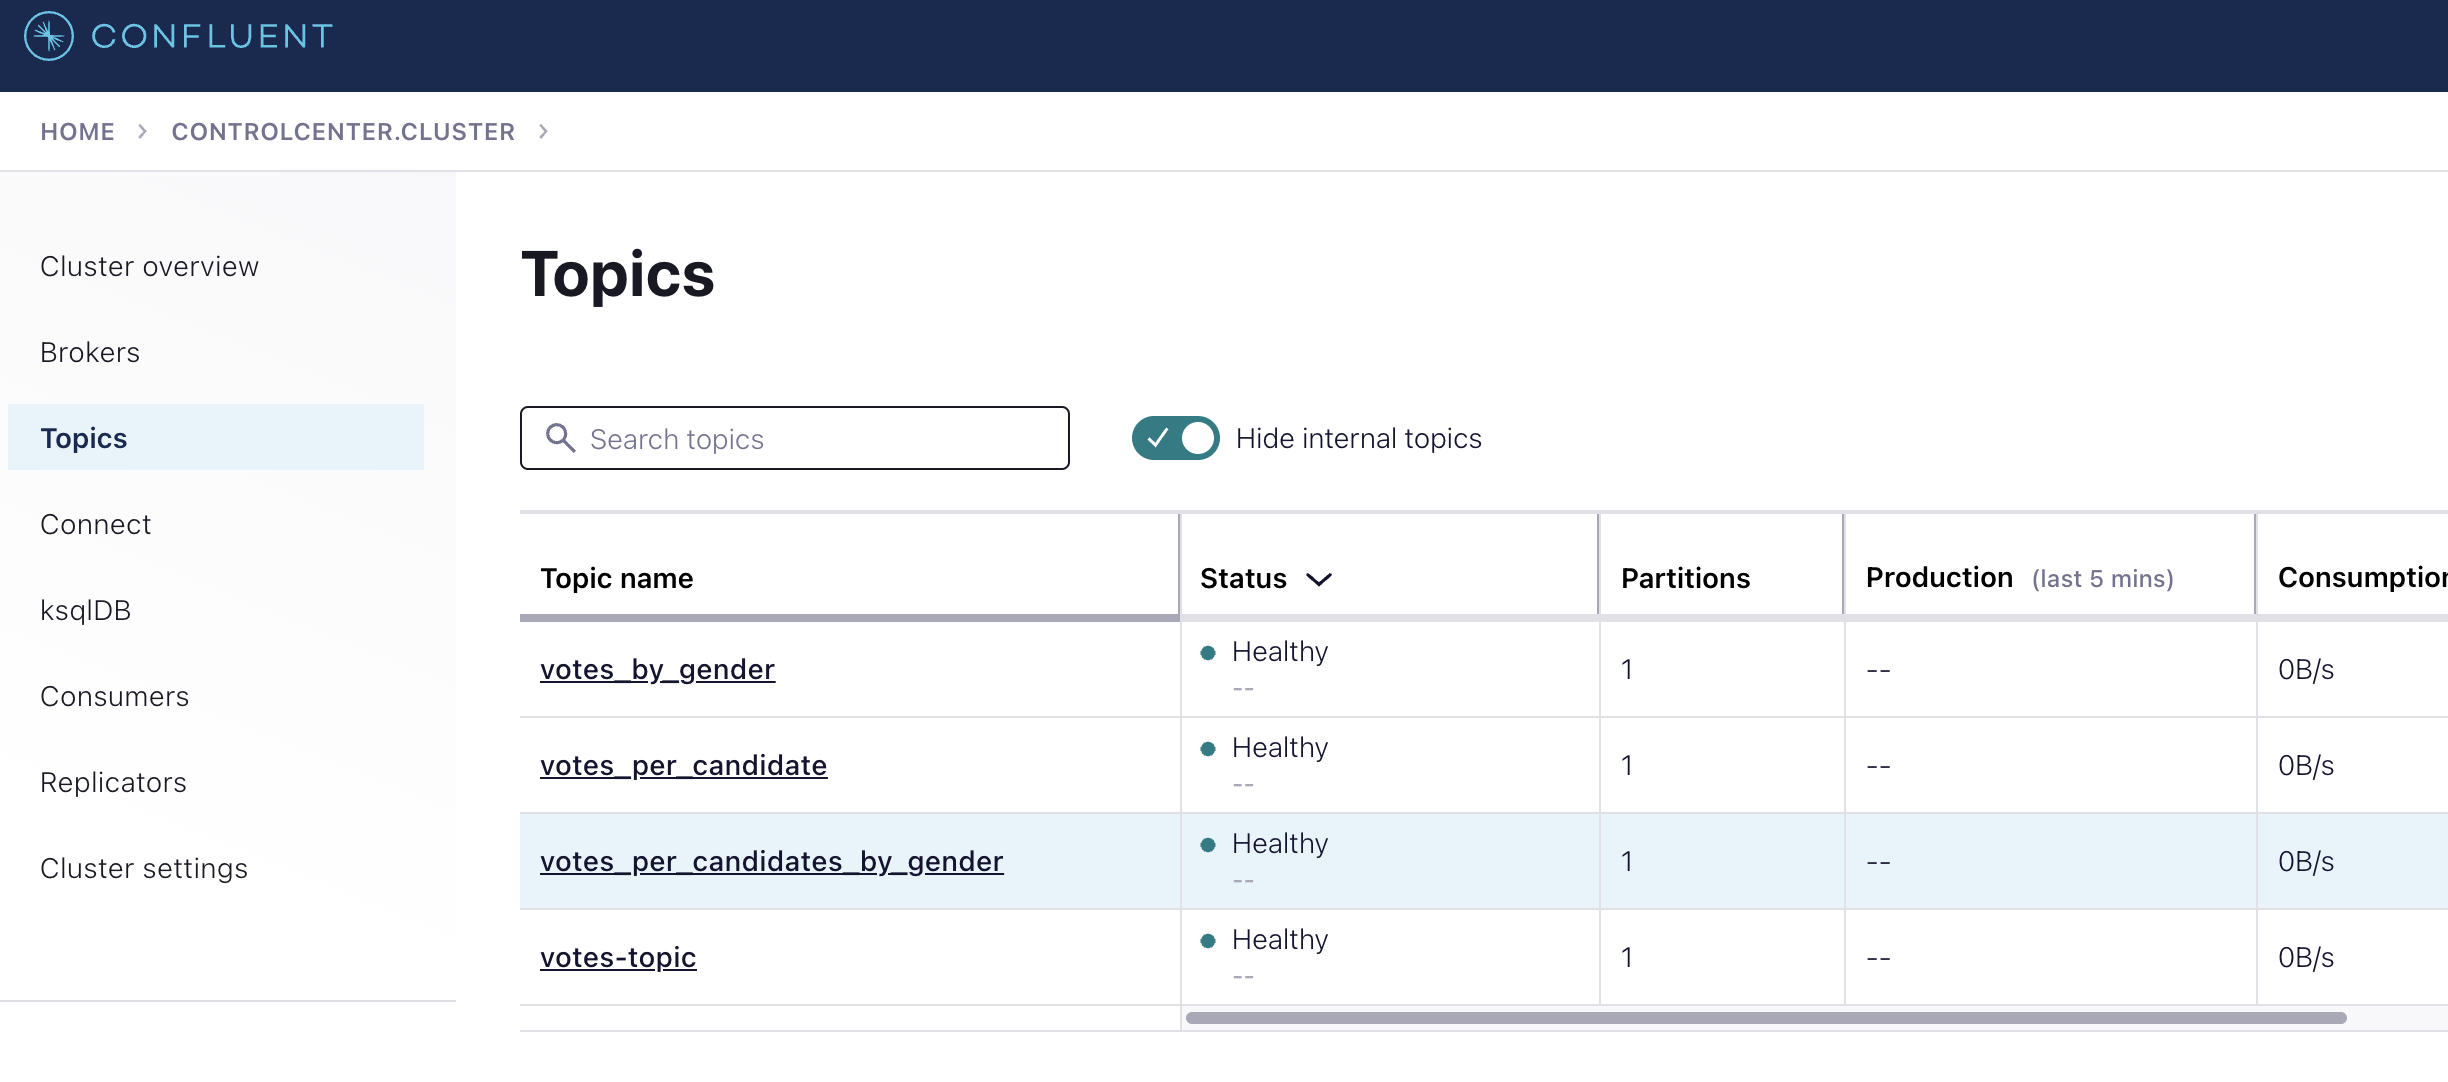 CONFLUENT
HOME > CONTROLCENTER.CLUSTER >
Cluster overview
Brokers
Topics
Connect
ksqlDB
Consumers
Replicators
Cluster settings
Topics
Search topics
Hide internal topics
Topic name Status Partitions Production (last 5 mins) Consumption
votes_by_gender Healthy 1 -- 0B/s
--
votes_per_candidate Healthy 1 -- 0B/s
--
votes_per_candidates_by_gender Healthy 1 -- 0B/s
--
votes-topic Healthy 1 -- 0B/s
--